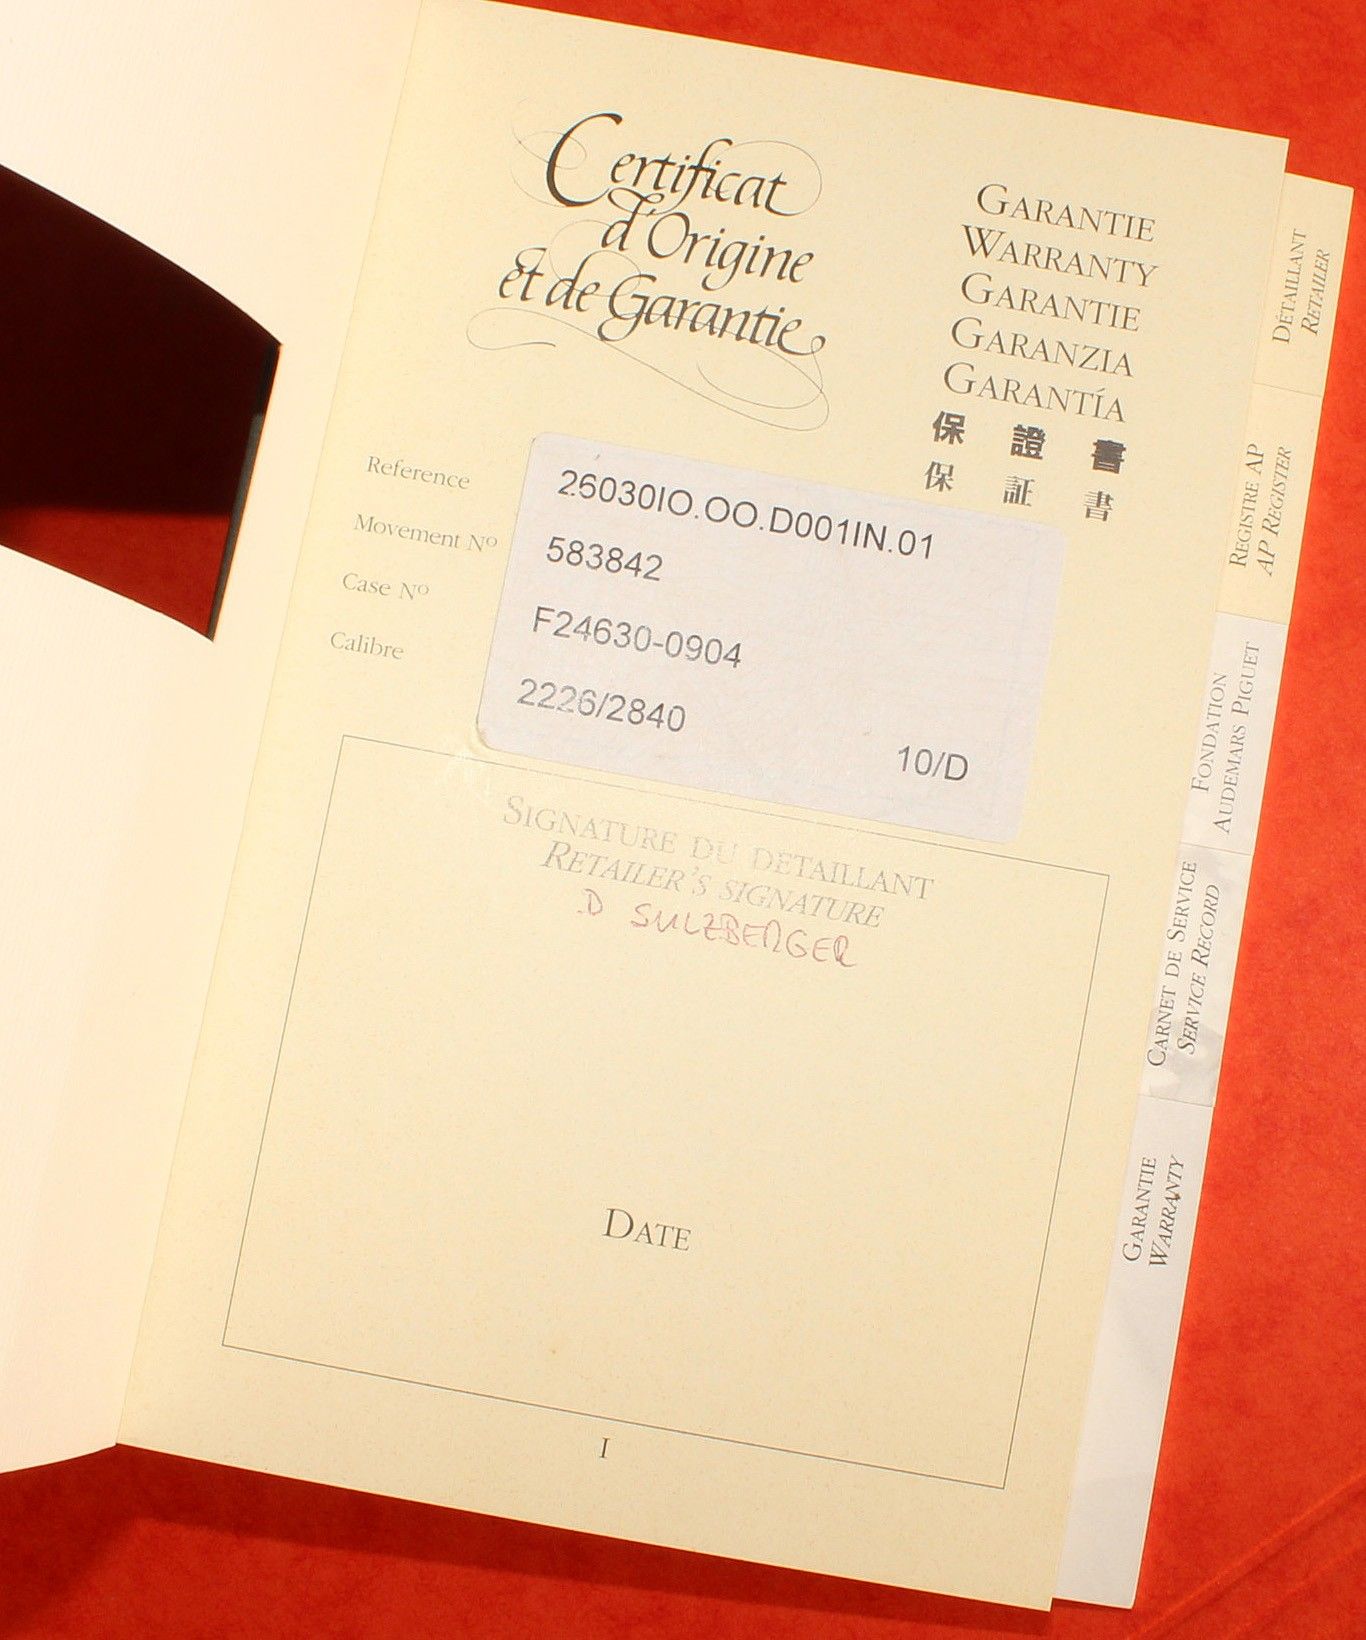 Certificat
d'Origine
et de Garantie
GARANTIE
WARRANTY
GARANTIE
GARANZIA
GARANTÍA
保 證 書
保 証 書
Reference
Movement Nº
Case Nº
Calibre
26030IO.OO.D001IN.01
583842
F24630-0904
2226/2840
10/D
SIGNATURE DU DÉTAILLANT
RETAILER'S SIGNATURE
D SULZBERGER
DATE
I
DÉTAILLANT
RETAILER
REGISTRE AP
AP REGISTER
FONDATION
AUDEMARS PIGUET
CARNET DE SERVICE
SERVICE RECORD
GARANTIE
WARRANTY